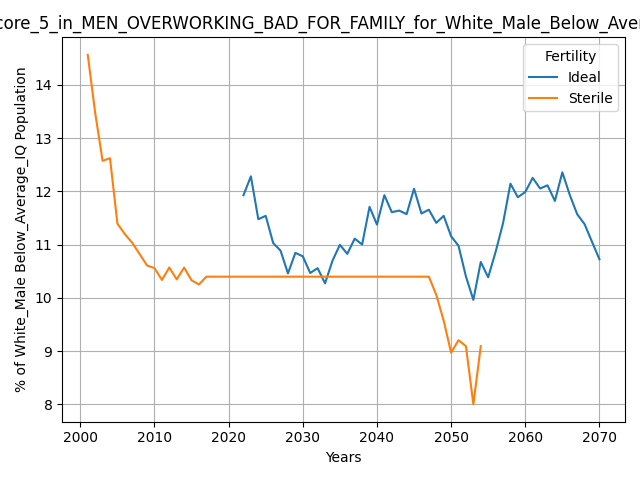 core_5_in_MEN_OVERWORKING_BAD_FOR_FAMILY_for_White_Male_Below_Aver
Fertility
Ideal
Sterile
% of White_Male Below_Average_IQ Population
14
13
12
11
10
9
8
2000 2010 2020 2030 2040 2050 2060 2070
Years